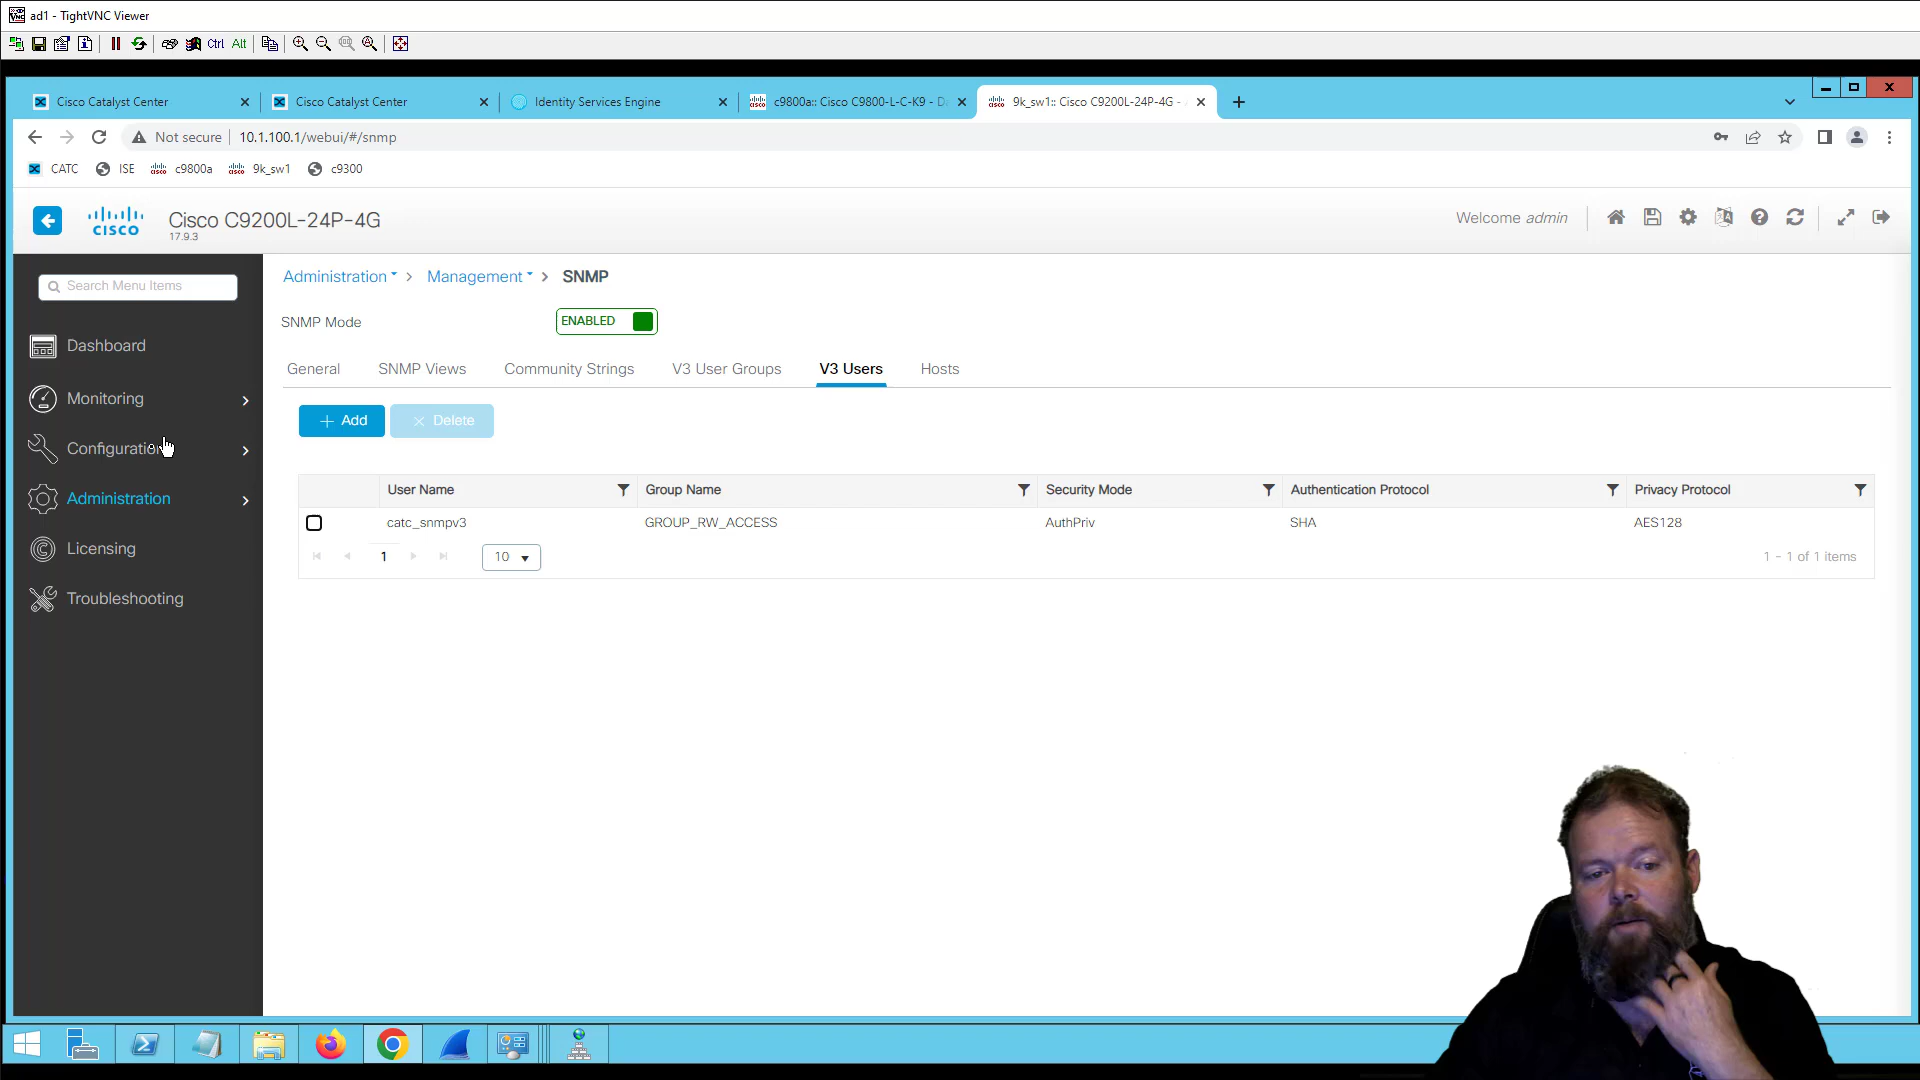 ad1 - TightVNC Viewer
Ctrl Alt
Cisco Catalyst Center
Cisco Catalyst Center
Identity Services Engine
c9800a:: Cisco C9800-L-C-K9 - Da
9k_sw1:: Cisco C9200L-24P-4G -
Not secure
10.1.100.1/webui/#/snmp
CATC
ISE
c9800a
9k_sw1
c9300
cisco
Cisco C9200L-24P-4G
17.9.3
Welcome admin
Search Menu Items
Dashboard
Monitoring
Configuration
Administration
Licensing
Troubleshooting
Administration
Management
SNMP
SNMP Mode
ENABLED
General
SNMP Views
Community Strings
V3 User Groups
V3 Users
Hosts
+ Add
× Delete
User Name
Group Name
Security Mode
Authentication Protocol
Privacy Protocol
catc_snmpv3
GROUP_RW_ACCESS
AuthPriv
SHA
AES128
1
10
1 - 1 of 1 items